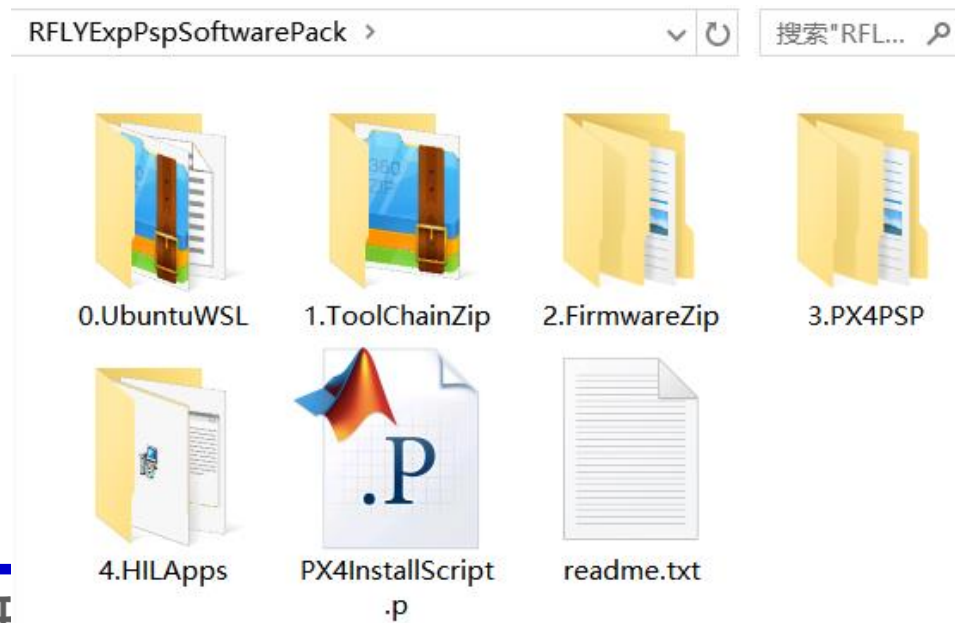 RFLYExpPspSoftwarePack >
搜索"RFL...
0.UbuntuWSL
1.ToolChainZip
2.FirmwareZip
3.PX4PSP
.P
4.HILApps
PX4InstallScript
.p
readme.txt